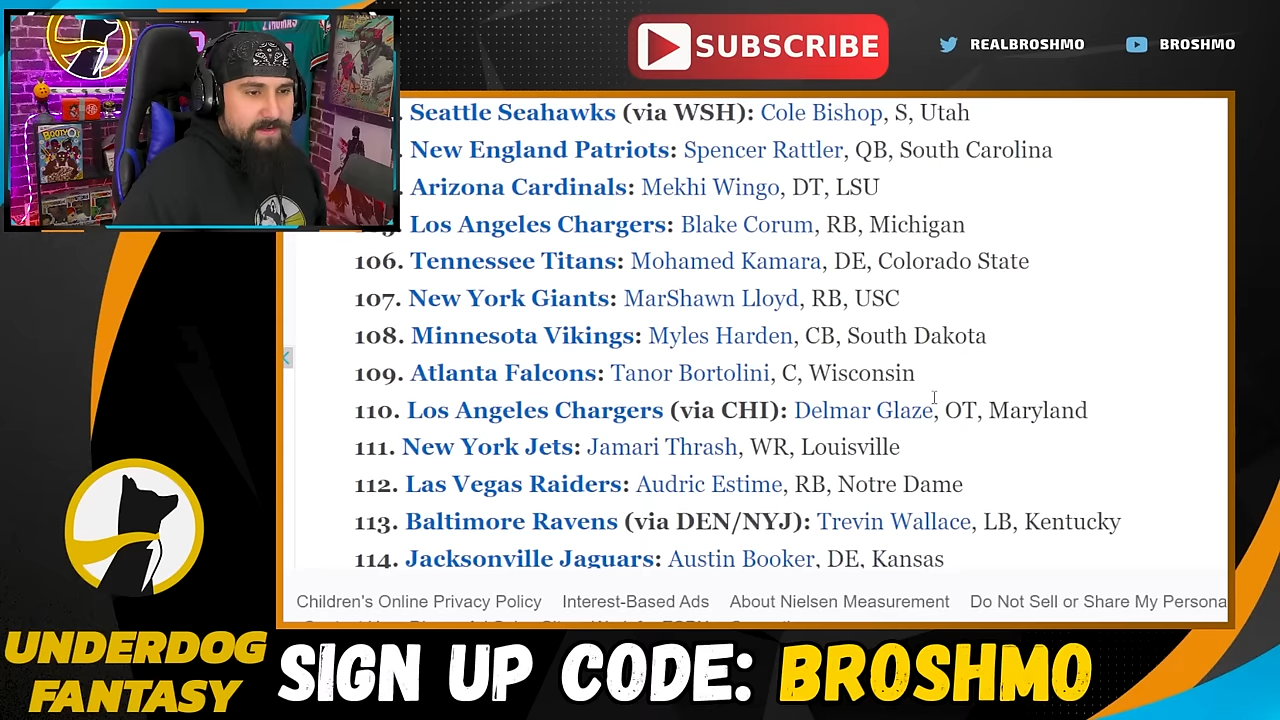 SUBSCRIBE
REALBROSHMO
BROSHMO
Seattle Seahawks (via WSH): Cole Bishop, S, Utah
New England Patriots: Spencer Rattler, QB, South Carolina
Arizona Cardinals: Mekhi Wingo, DT, LSU
Los Angeles Chargers: Blake Corum, RB, Michigan
106. Tennessee Titans: Mohamed Kamara, DE, Colorado State
107. New York Giants: MarShawn Lloyd, RB, USC
108. Minnesota Vikings: Myles Harden, CB, South Dakota
109. Atlanta Falcons: Tanor Bortolini, C, Wisconsin
110. Los Angeles Chargers (via CHI): Delmar Glaze, OT, Maryland
111. New York Jets: Jamari Thrash, WR, Louisville
112. Las Vegas Raiders: Audric Estime, RB, Notre Dame
113. Baltimore Ravens (via DEN/NYJ): Trevin Wallace, LB, Kentucky
114. Jacksonville Jaguars: Austin Booker, DE, Kansas
Children's Online Privacy Policy Interest-Based Ads About Nielsen Measurement Do Not Sell or Share My Persona
UNDERDOG
FANTASY
SIGN UP CODE: BROSHMO